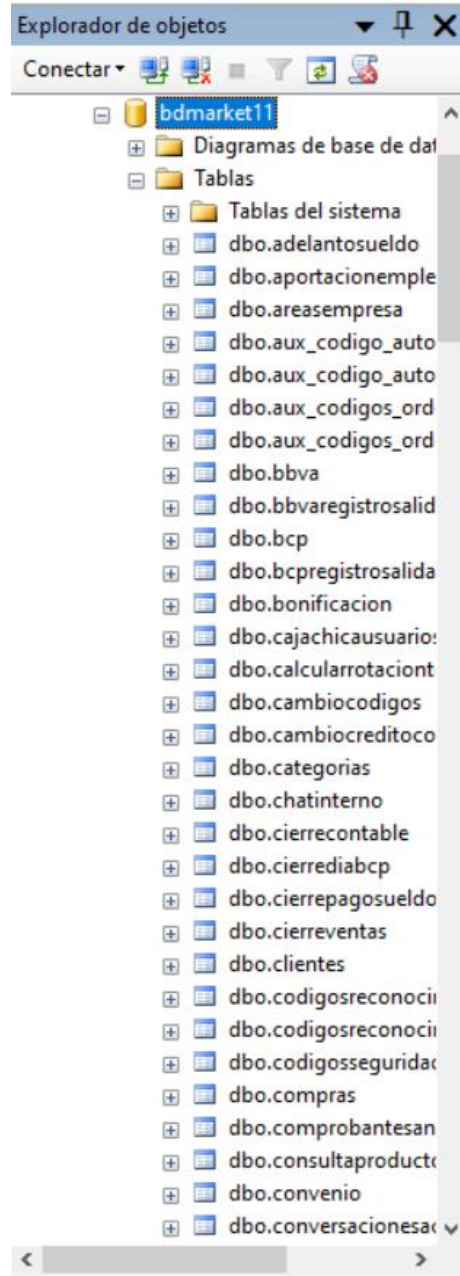 Explorador de objetos
Conectar
bdmarket11
Diagramas de base de dat
Tablas
Tablas del sistema
dbo.adelantosueldo
dbo.aportacionemple
dbo.areasempresa
dbo.aux_codigo_auto
dbo.aux_codigo_auto
dbo.aux_codigos_ord
dbo.aux_codigos_ord
dbo.bbva
dbo.bbvaregistrosalid
dbo.bcp
dbo.bcpregistrosalida
dbo.bonificacion
dbo.cajachicausuarios
dbo.calcularrotaciont
dbo.cambiocodigos
dbo.cambiocreditoco
dbo.categorias
dbo.chatinterno
dbo.cierrecontable
dbo.cierrediabcp
dbo.cierrepagosueldo
dbo.cierreventas
dbo.clientes
dbo.codigosreconocii
dbo.codigosreconocii
dbo.codigosseguridad
dbo.compras
dbo.comprobantesan
dbo.consultaproducto
dbo.convenio
dbo.conversacionesac